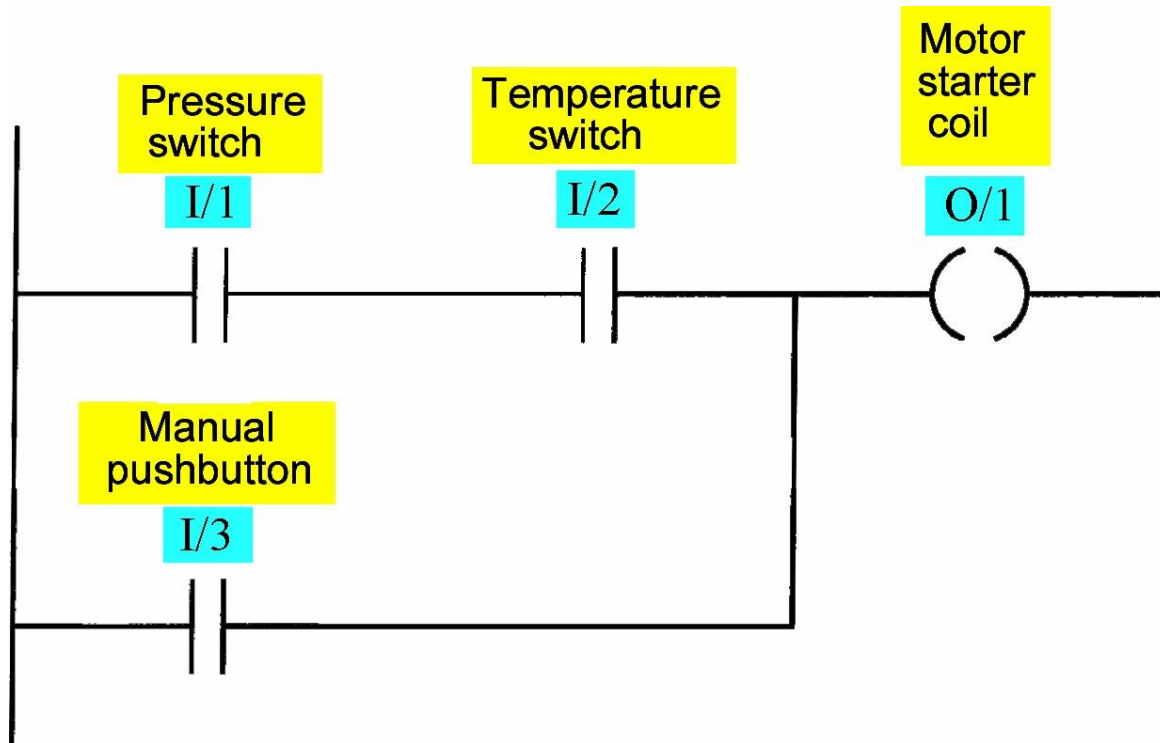 Pressure
switch
I/1
Temperature
switch
I/2
Motor
starter
coil
O/1
Manual
pushbutton
I/3